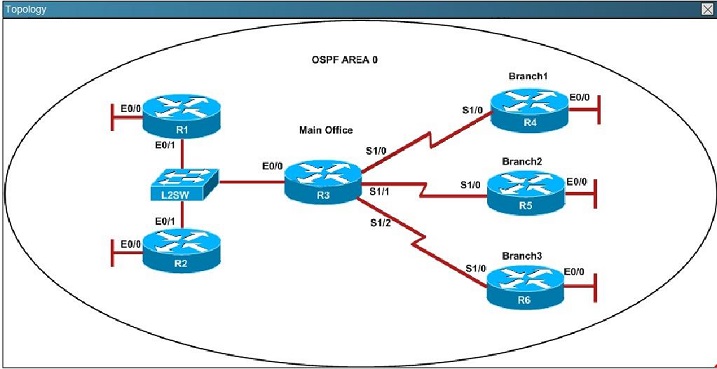 Topology
OSPF AREA 0
Branch1
E0/0
R1
E0/1
S1/0
E0/0
R4
Main Office
S1/0
E0/0
R3
S1/1
S1/2
L2SW
Branch2
S1/0
E0/0
R5
E0/1
E0/0
R2
Branch3
S1/0
E0/0
R6